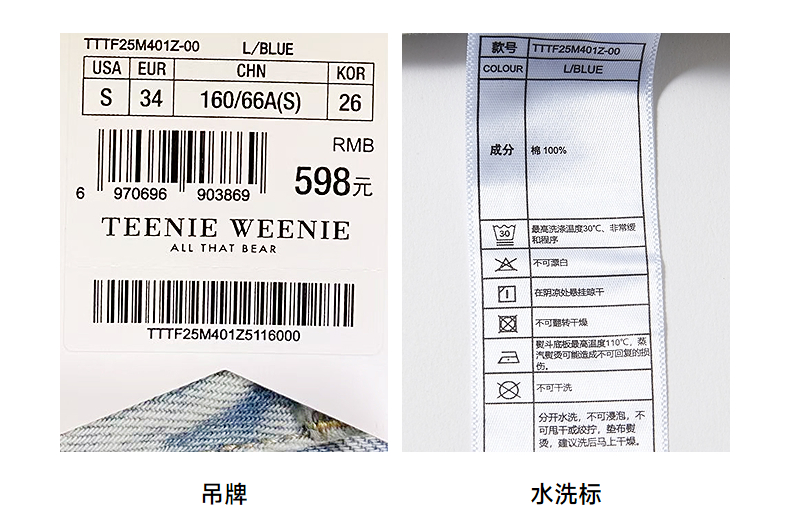 TTTF25M401Z-00 L/BLUE
USA EUR CHN KOR
S 34 160/66A(S) 26
RMB
598元
6 970696 903869
TEENIE WEENIE
ALL THAT BEAR
TTTF25M401Z5116000
吊牌
款号 TTTF25M401Z-00
COLOUR L/BLUE
成分 棉 100%
30
最高洗涤温度30℃、非常缓
和程序
不可漂白
在阴凉处悬挂晾干
不可翻转干燥
熨斗底板最高温度110℃，蒸
汽熨烫可能造成不可回复的损
伤。
不可干洗
分开水洗，不可浸泡，不
可甩干或绞拧，垫布熨
烫，建议洗后马上干燥。
水洗标